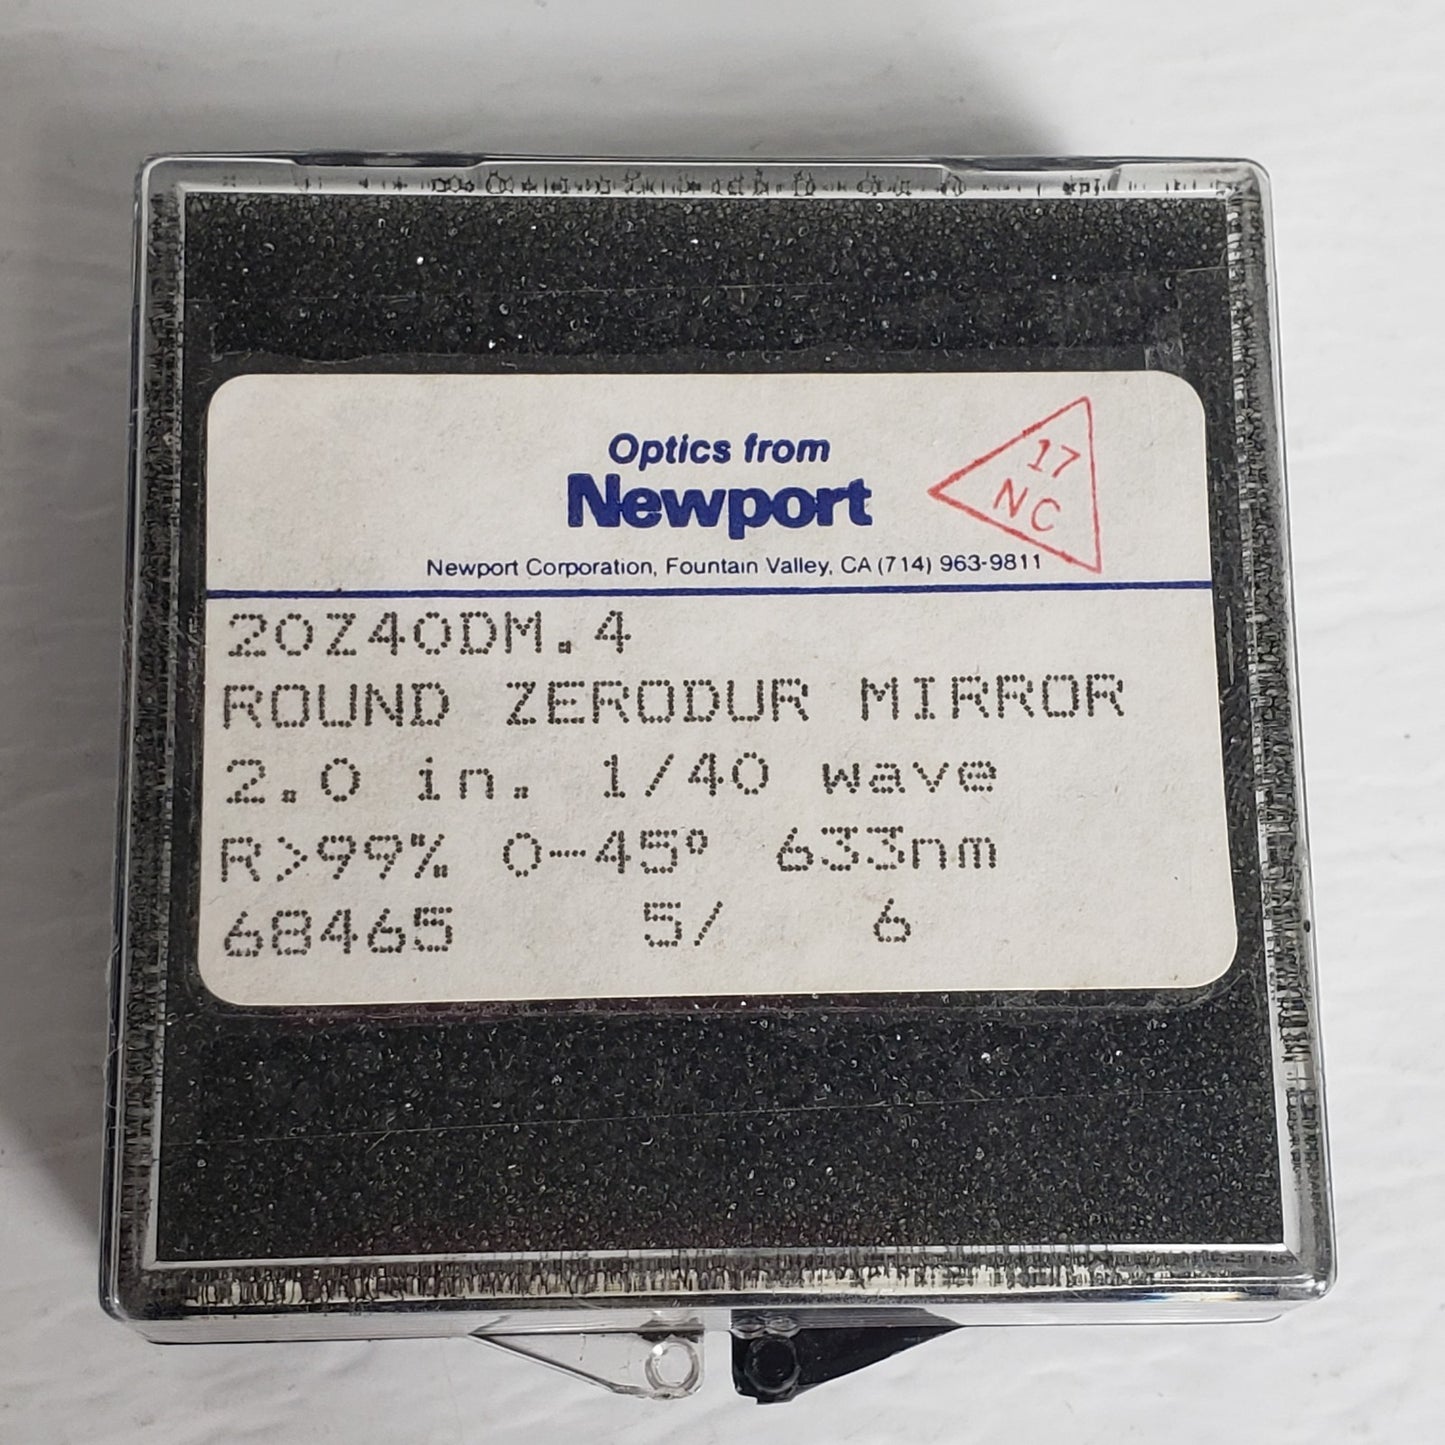 Optics from
Newport
17
NC
Newport Corporation, Fountain Valley, CA (714) 963-9811
20Z40DM.4
ROUND ZERODUR MIRROR
2.0 in. 1/40 wave
R>99% 0-45° 633nm
68465 5/ 6